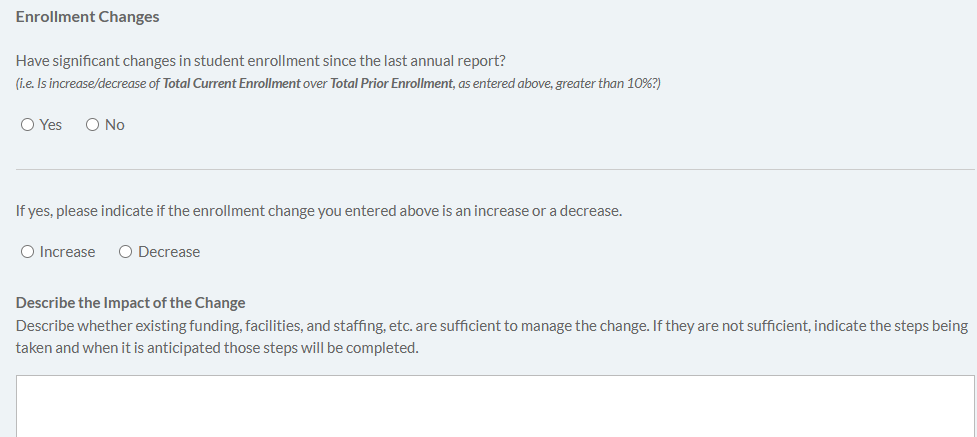 Enrollment Changes
Have significant changes in student enrollment since the last annual report?
(i.e. Is increase/decrease of Total Current Enrollment over Total Prior Enrollment, as entered above, greater than 10%?)
Yes No
If yes, please indicate if the enrollment change you entered above is an increase or a decrease.
Increase Decrease
Describe the Impact of the Change
Describe whether existing funding, facilities, and staffing, etc. are sufficient to manage the change. If they are not sufficient, indicate the steps being
taken and when it is anticipated those steps will be completed.